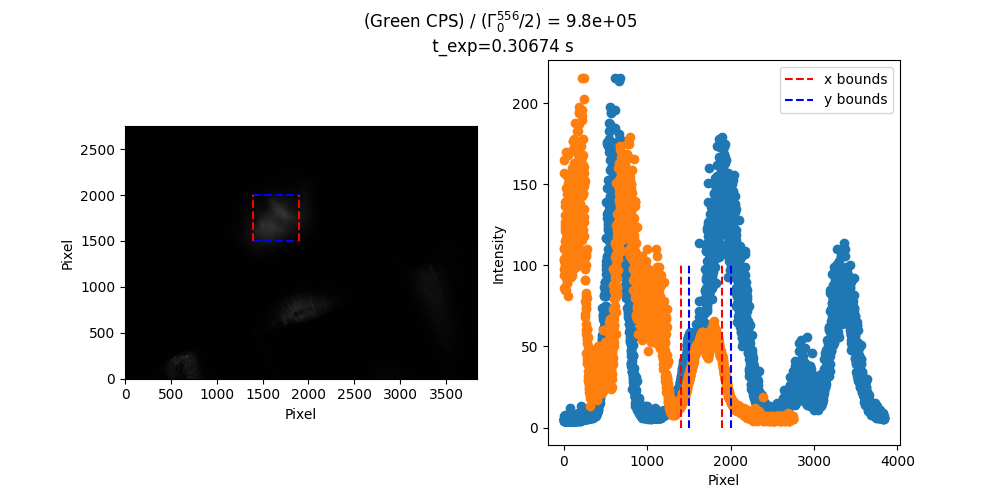 (Green CPS) / (Γ₀⁵⁵⁶/2) = 9.8e+05
t_exp=0.30674 s
2500
2000
1500
1000
500
0
Pixel
0 500 1000 1500 2000 2500 3000 3500
Pixel
200
150
100
50
0
Intensity
x bounds
y bounds
0 1000 2000 3000 4000
Pixel